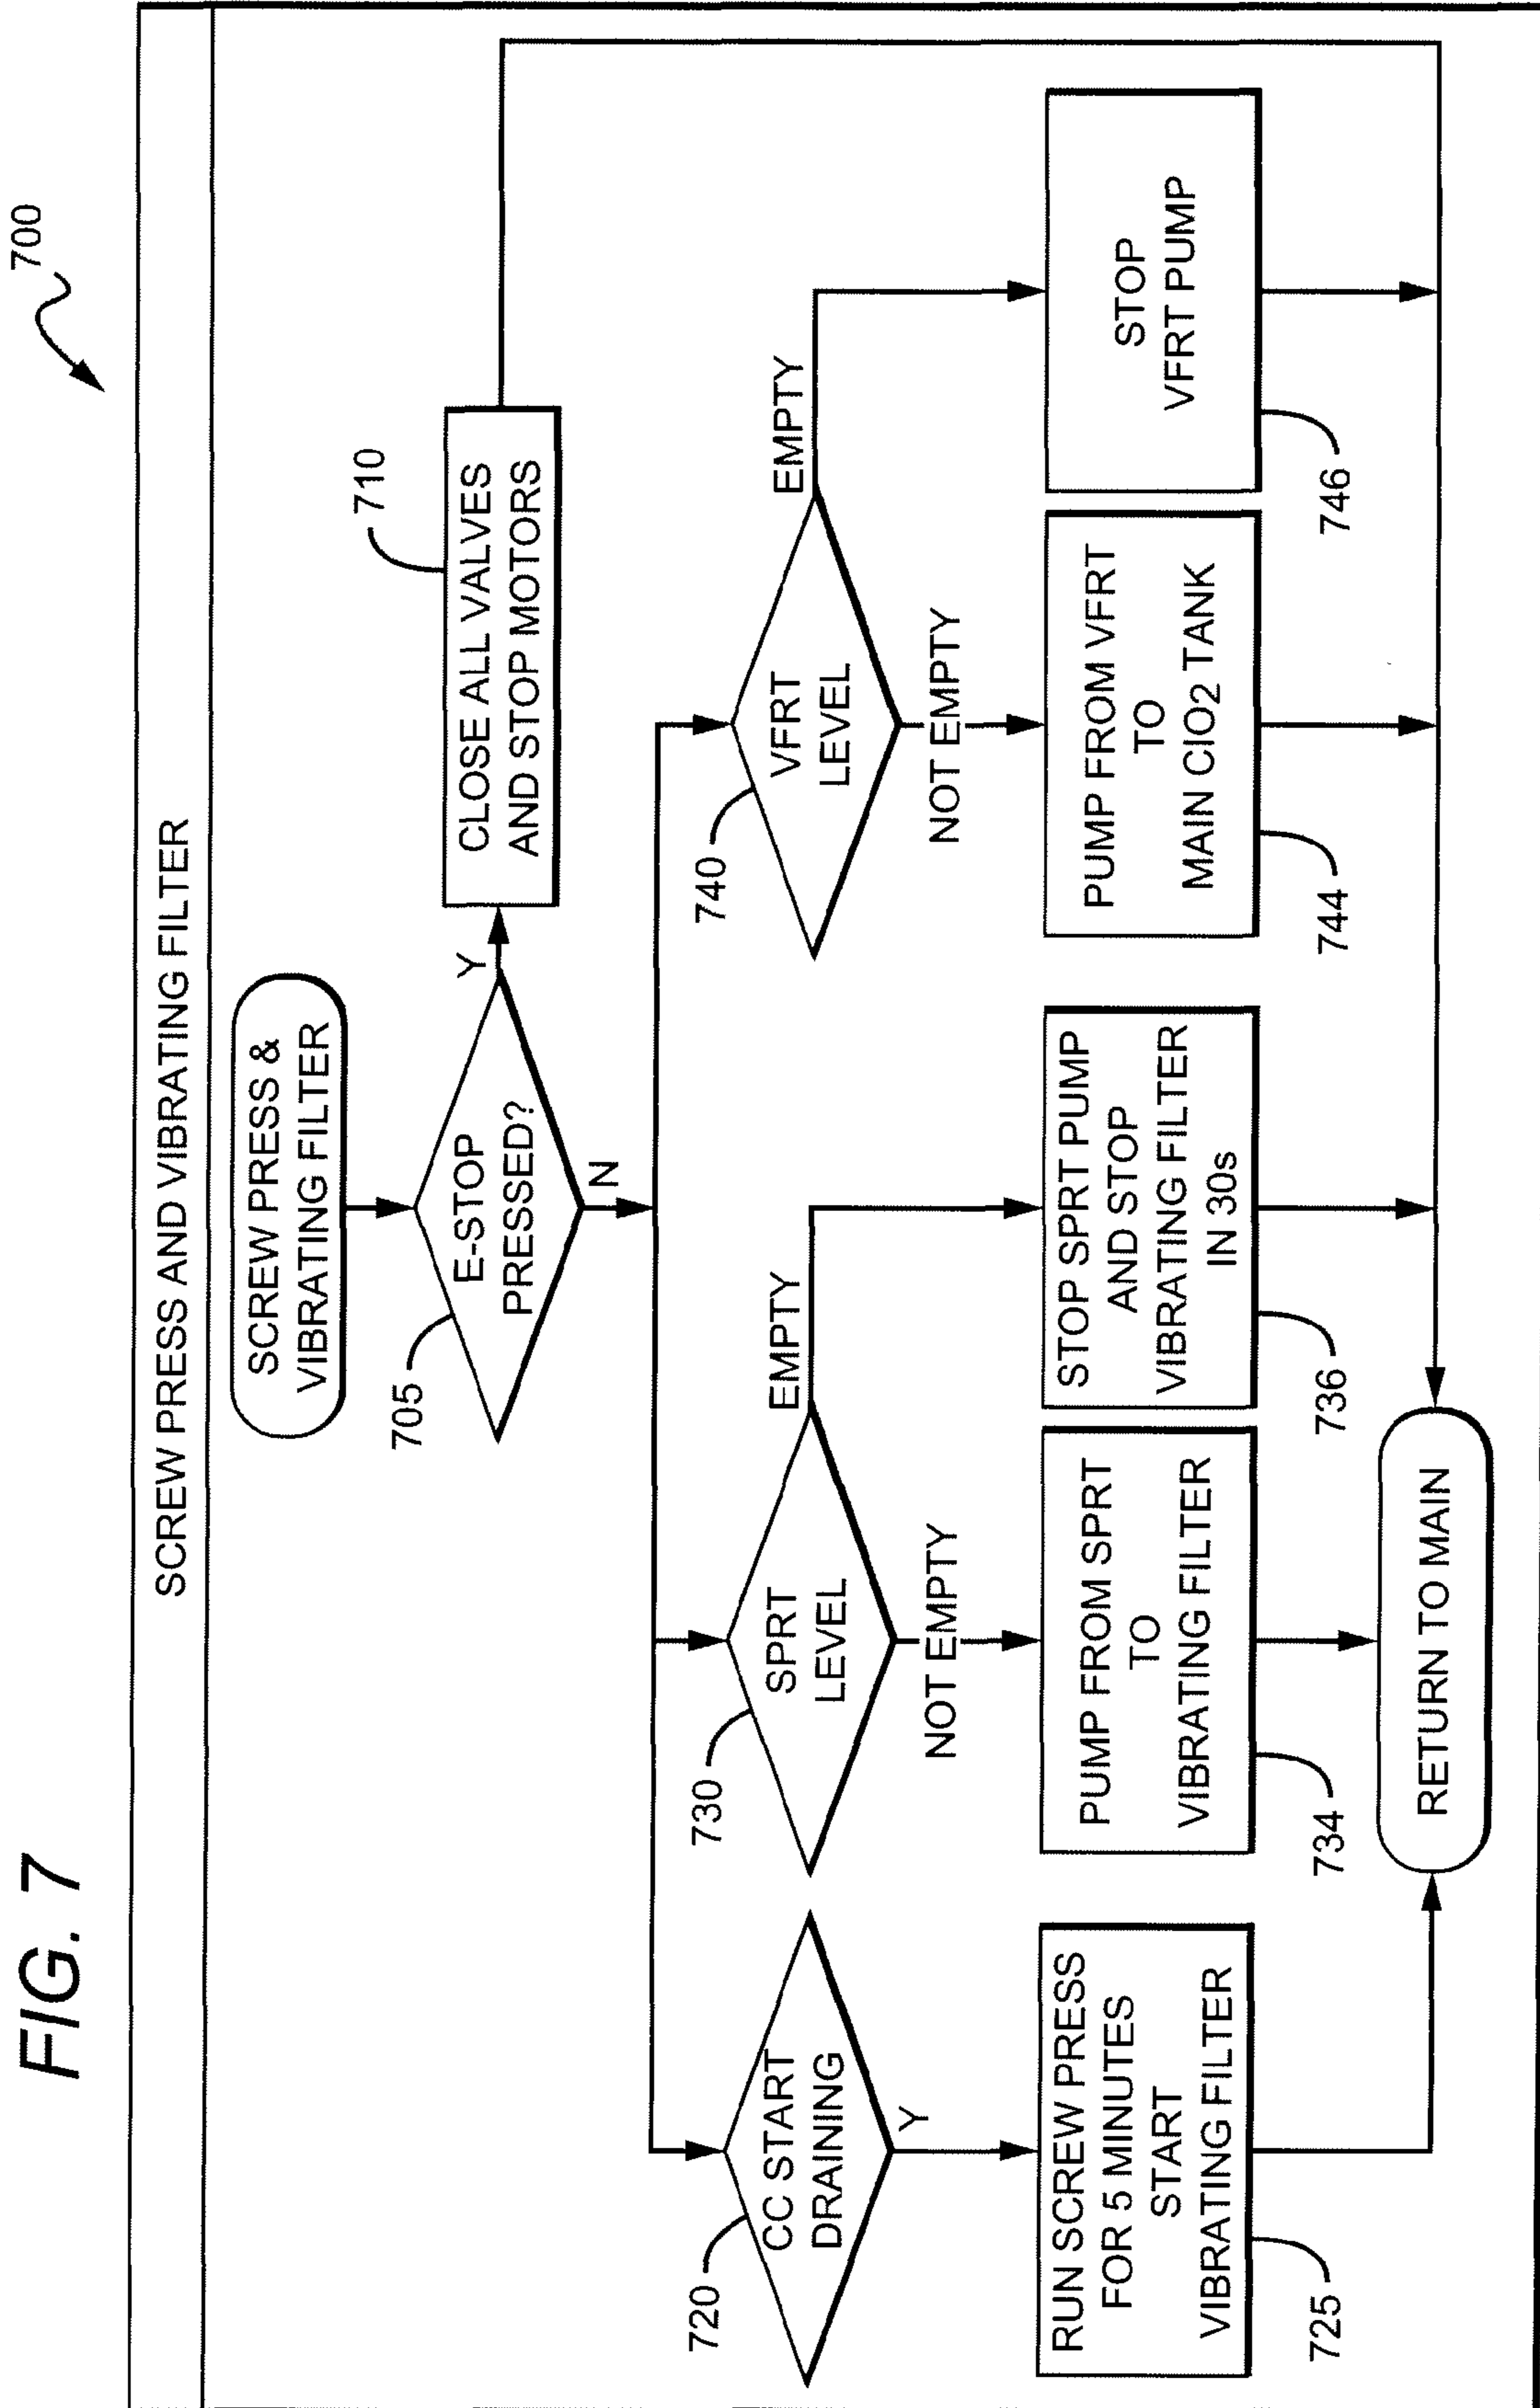 FIG. 7
700
SCREW PRESS AND VIBRATING FILTER
SCREW PRESS &
VIBRATING FILTER
705
E-STOP
PRESSED?
Y
N
710
CLOSE ALL VALVES
AND STOP MOTORS
720
CC START
DRAINING
Y
730
SPRT
LEVEL
EMPTY
NOT EMPTY
740
VFRT
LEVEL
EMPTY
NOT EMPTY
RUN SCREW PRESS
FOR 5 MINUTES
START
VIBRATING FILTER
725
PUMP FROM SPRT
TO
VIBRATING FILTER
734
STOP SPRT PUMP
AND STOP
VIBRATING FILTER
IN 30s
736
PUMP FROM VFRT
TO
MAIN ClO2 TANK
744
STOP
VFRT PUMP
746
RETURN TO MAIN